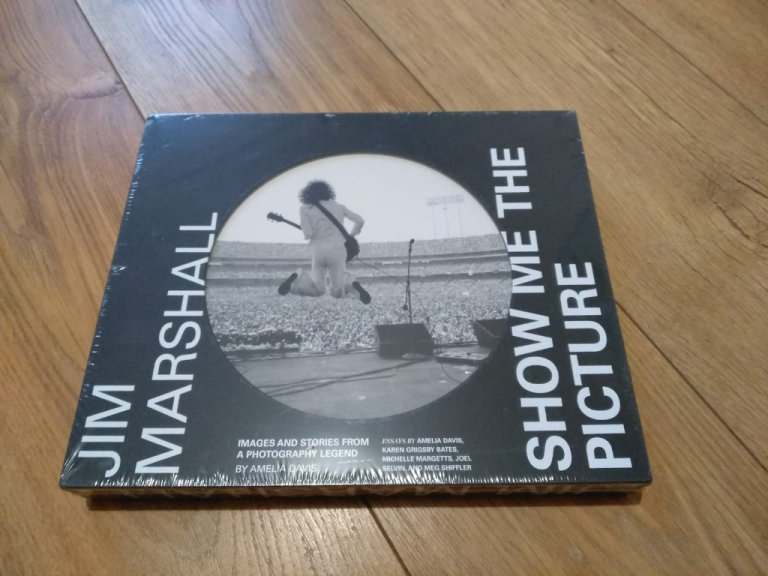 JIM
MARSHALL
SHOW ME THE
PICTURE
IMAGES AND STORIES FROM
A PHOTOGRAPHY LEGEND
BY AMELIA DAVIS
ESSAYS BY AMELIA DAVIS,
KAREN GRIGSBY BATES,
MICHELLE MARGETTS, JOEL
SELVIN, AND MEG SHIFFLER